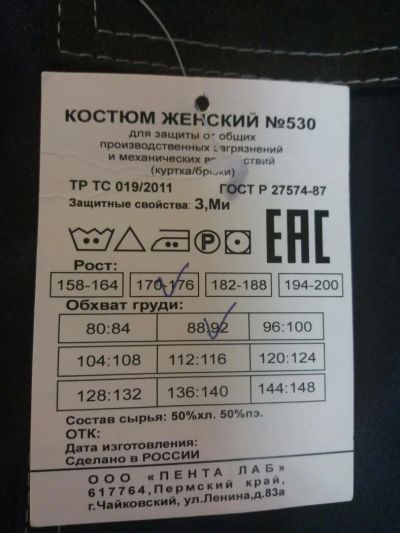 КОСТЮМ ЖЕНСКИЙ №530
для защиты от общих
производственных загрязнений
и механических воздействий
(куртка/брюки)
ТР ТС 019/2011 ГОСТ Р 27574-87
Защитные свойства: З,Ми
P
ЕАС
Рост:
158-164 170-176 182-188 194-200
Обхват груди:
80:84 88:92 96:100
104:108 112:116 120:124
128:132 136:140 144:148
Состав сырья: 50%хл. 50%пэ.
ОТК:
Дата изготовления:
Сделано в РОССИИ
ООО «ПЕНТА ЛАБ»
617764,Пермский край,
г.Чайковский, ул.Ленина,д.83а